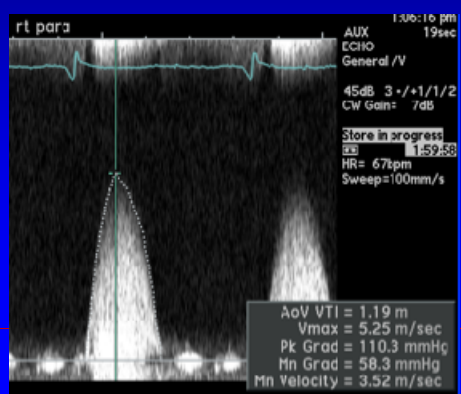 rt para
1:06:16 pm
AUX 19sec
ECHO
General /V
45dB 3 •/+1/1/2
CW Gain= 7dB
Store in progress
1:59:58
HR= 67bpm
Sweep=100mm/s
AoV VTI = 1.19 m
Vmax = 5.25 m/sec
Pk Grad = 110.3 mmHg
Mn Grad = 58.3 mmHg
Mn Velocity = 3.52 m/sec